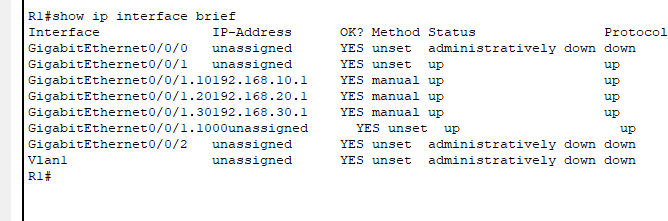 R1#show ip interface brief
Interface              IP-Address      OK? Method Status                Protocol
GigabitEthernet0/0/0   unassigned      YES unset  administratively down down
GigabitEthernet0/0/1   unassigned      YES unset  up                    up
GigabitEthernet0/0/1.10192.168.10.1    YES manual up                    up
GigabitEthernet0/0/1.20192.168.20.1    YES manual up                    up
GigabitEthernet0/0/1.30192.168.30.1    YES manual up                    up
GigabitEthernet0/0/1.1000unassigned      YES unset  up                    up
GigabitEthernet0/0/2   unassigned      YES unset  administratively down down
Vlan1                  unassigned      YES unset  administratively down down
R1#